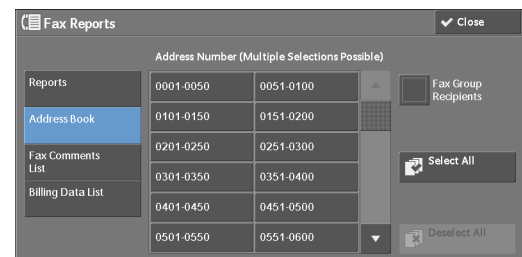 Fax Reports
Close
Address Number (Multiple Selections Possible)
Reports
Address Book
Fax Comments
List
Billing Data List
0001-0050 0051-0100
0101-0150 0151-0200
0201-0250 0251-0300
0301-0350 0351-0400
0401-0450 0451-0500
0501-0550 0551-0600
Fax Group
Recipients
Select All
Deselect All